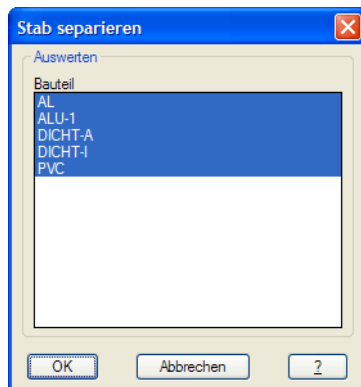 Stab separieren
Auswerten
Bauteil
AL
ALU-1
DICHT-A
DICHT-I
PVC
OK Abbrechen ?